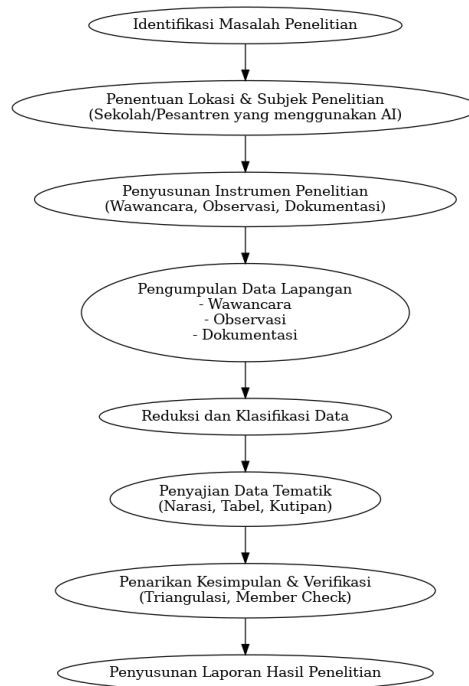 Identifikasi Masalah Penelitian
Penentuan Lokasi & Subjek Penelitian
(Sekolah/Pesantren yang menggunakan AI)
Penyusunan Instrumen Penelitian
(Wawancara, Observasi, Dokumentasi)
Pengumpulan Data Lapangan
- Wawancara
- Observasi
- Dokumentasi
Reduksi dan Klasifikasi Data
Penyajian Data Tematik
(Narasi, Tabel, Kutipan)
Penarikan Kesimpulan & Verifikasi
(Triangulasi, Member Check)
Penyusunan Laporan Hasil Penelitian